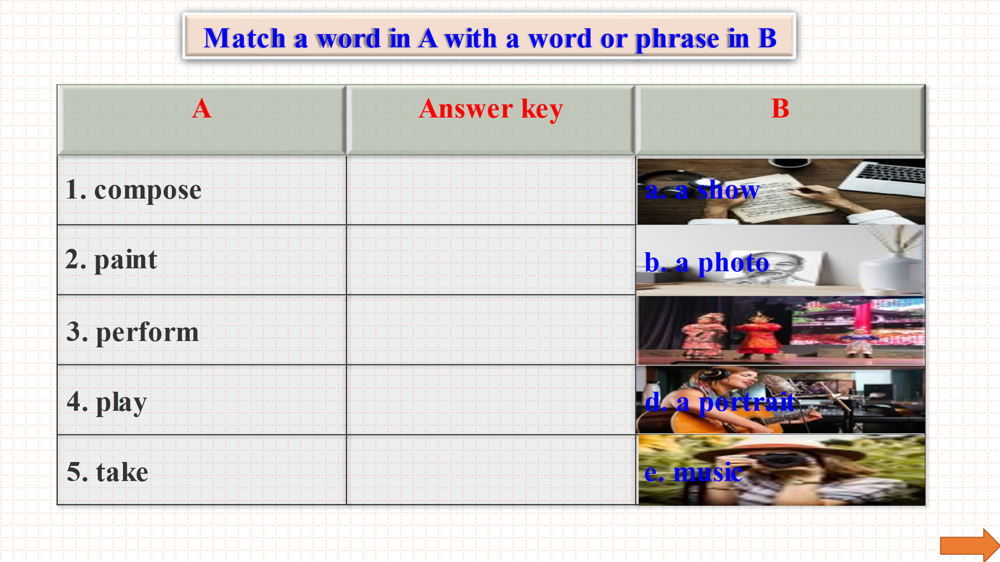 Match a word in A with a word or phrase in B
A
Answer key
B
1. compose
a. a show
2. paint
b. a photo
3. perform
4. play
d. a portrait
5. take
e. music